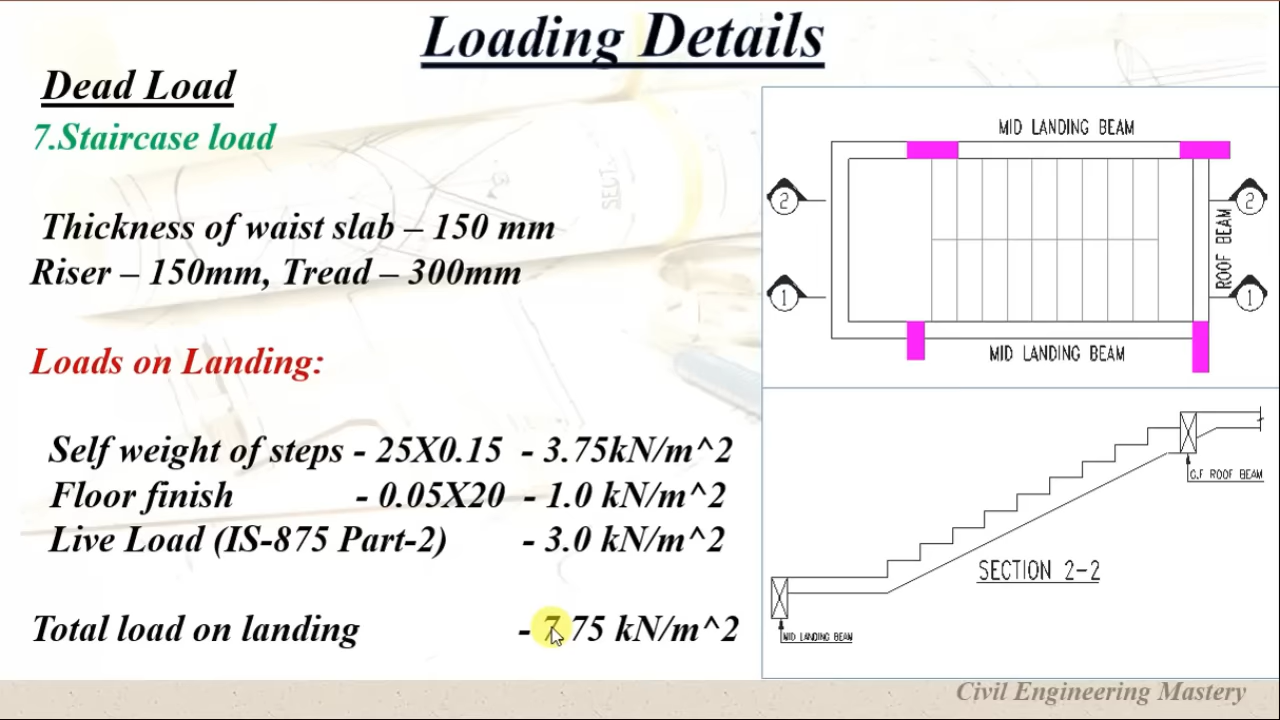 Loading Details
Dead Load
7.Staircase load
Thickness of waist slab – 150 mm
Riser – 150mm, Tread – 300mm
Loads on Landing:
Self weight of steps - 25X0.15 - 3.75kN/m^2
Floor finish - 0.05X20 - 1.0 kN/m^2
Live Load (IS-875 Part-2) - 3.0 kN/m^2
Total load on landing - 7.75 kN/m^2
MID LANDING BEAM
2
2
ROOF BEAM
1
1
MID LANDING BEAM
G.F ROOF BEAM
SECTION 2-2
MID LANDING BEAM
Civil Engineering Mastery